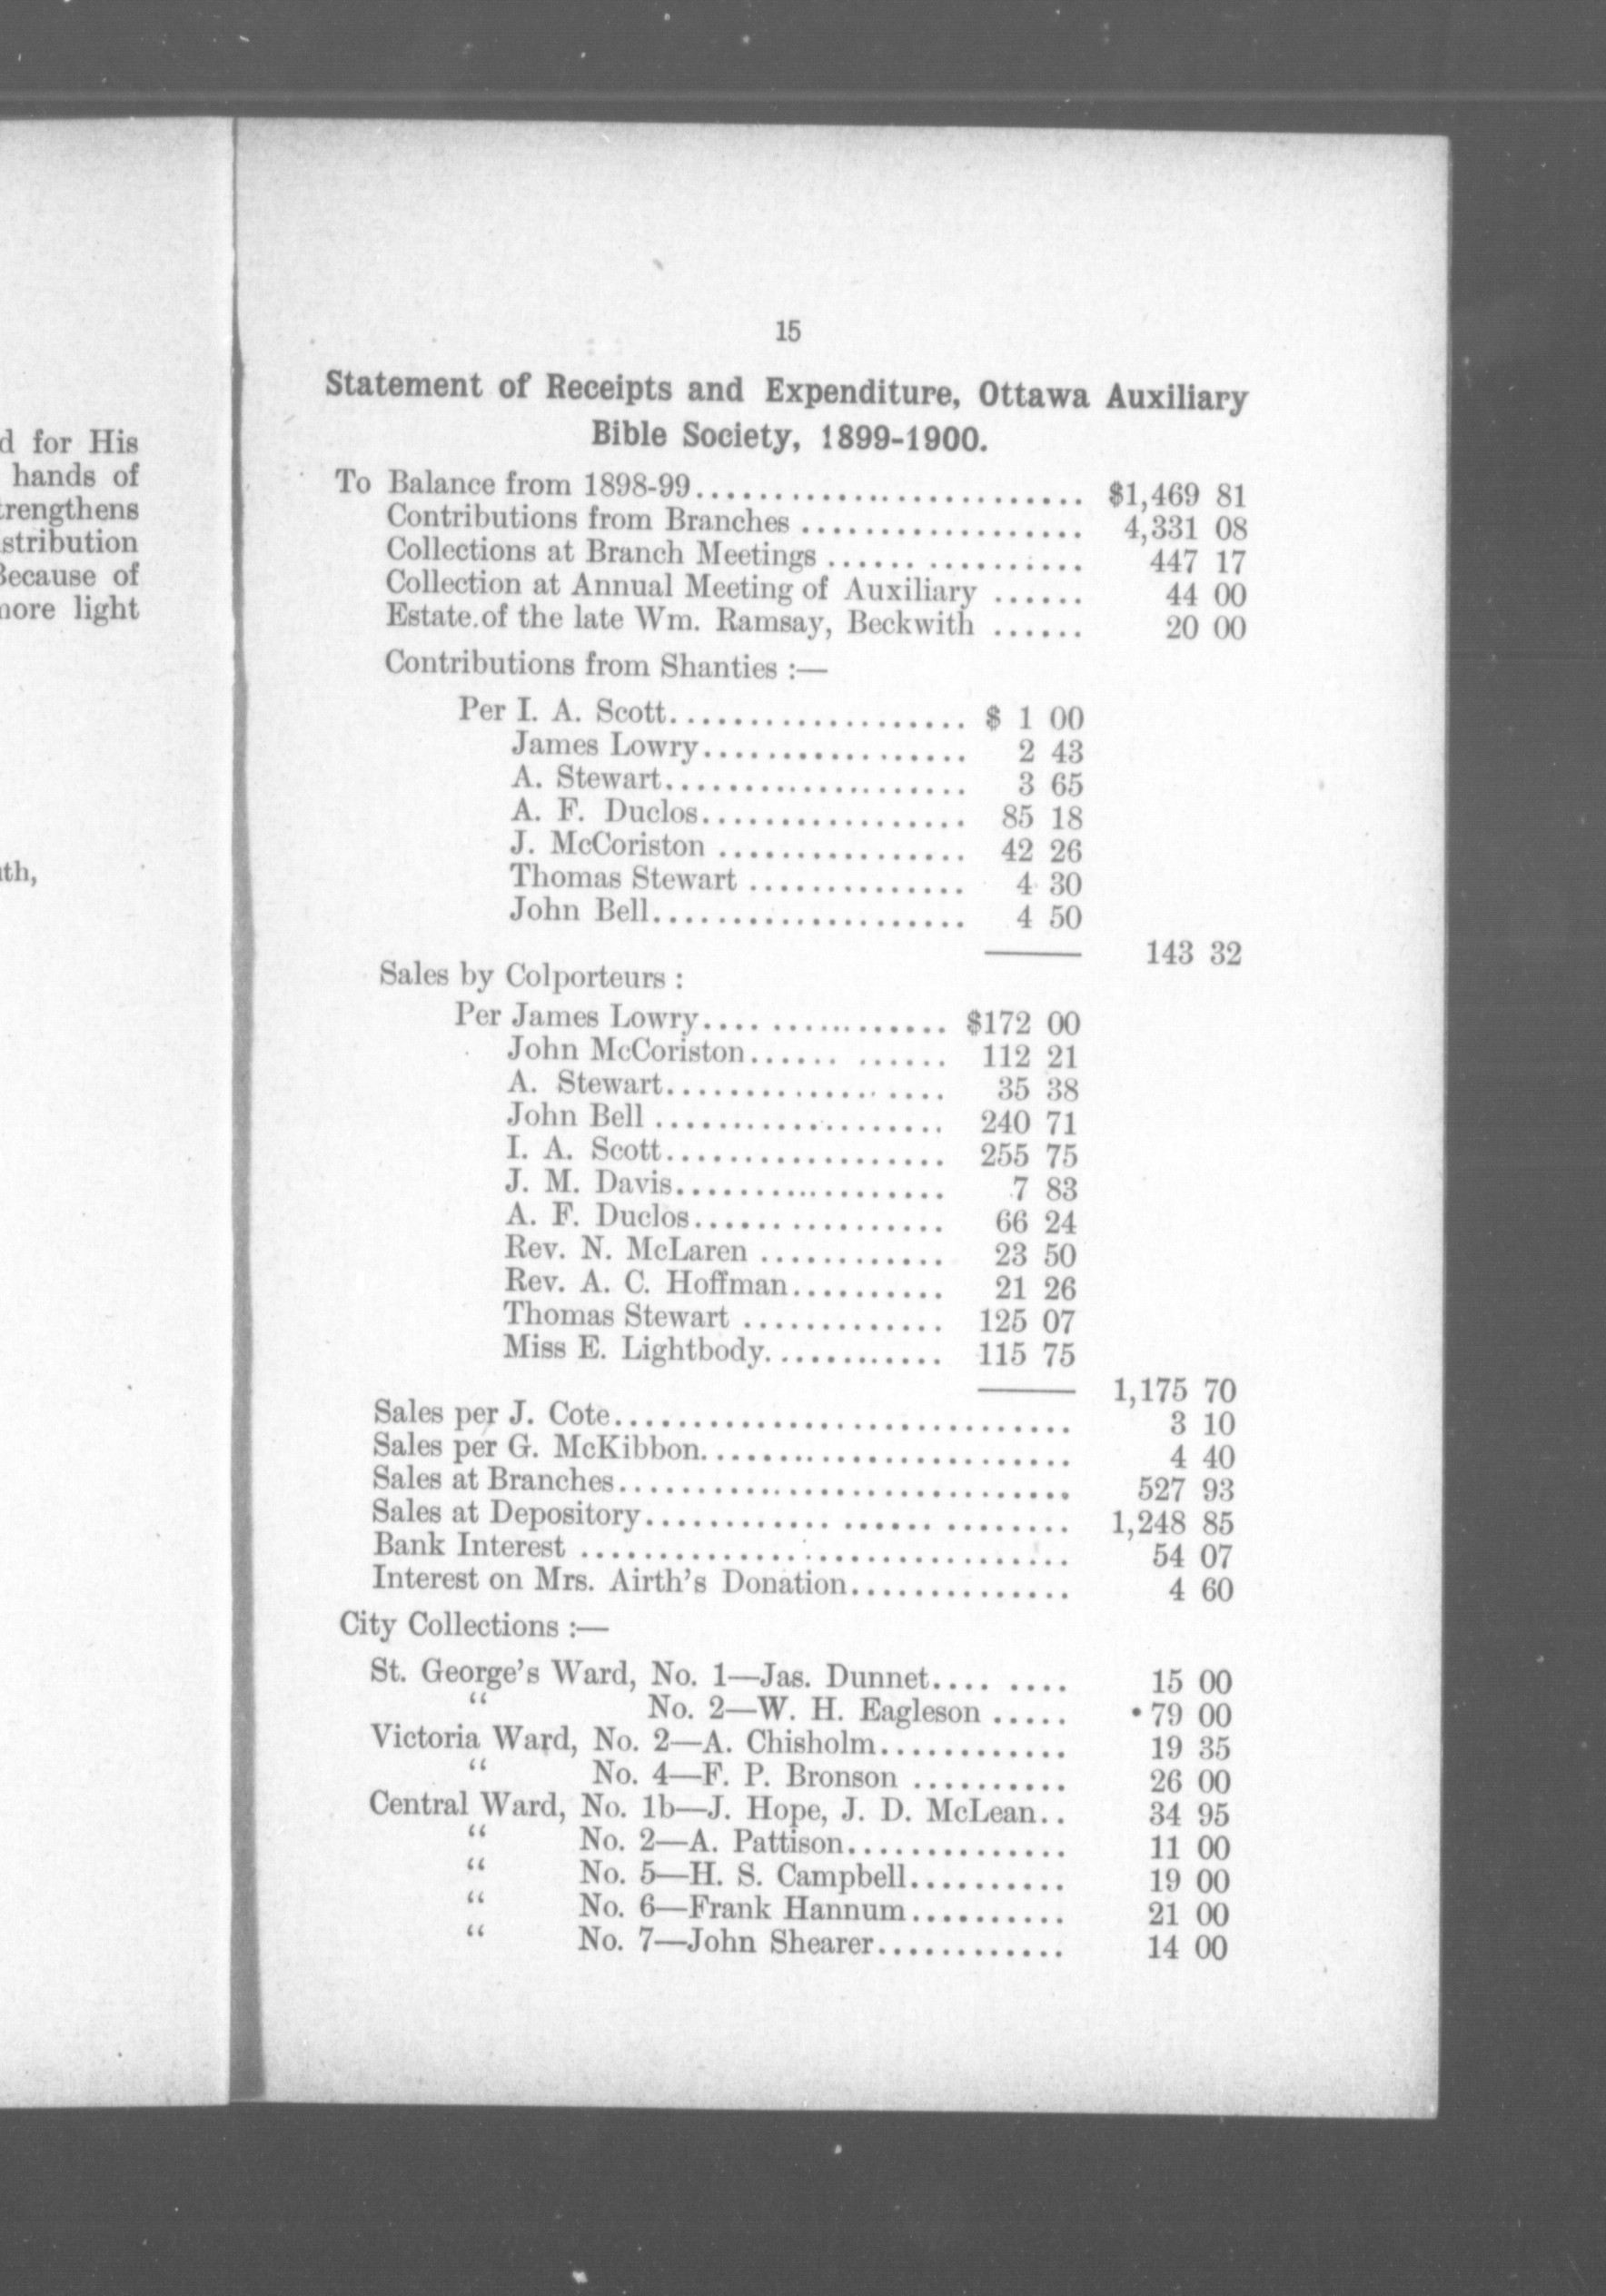 d for His
hands of
trengthens
stribution
Because of
more light
th,
15
Statement of Receipts and Expenditure, Ottawa Auxiliary
Bible Society, 1899-1900.
To Balance from 1898-99.......................... $1,469 81
Contributions from Branches .................. 4,331 08
Collections at Branch Meetings ...... .......... 447 17
Collection at Annual Meeting of Auxiliary ...... 44 00
Estate.of the late Wm. Ramsay, Beckwith ...... 20 00
Contributions from Shanties :—
Per I. A. Scott................... $ 1 00
James Lowry................. 2 43
A. Stewart................... 3 65
A. F. Duclos................. 85 18
J. McCoriston ................ 42 26
Thomas Stewart .............. 4 30
John Bell.................... 4 50
143 32
Sales by Colporteurs :
Per James Lowry.... ........... $172 00
John McCoriston...... ...... 112 21
A. Stewart.................. 35 38
John Bell .................. 240 71
I. A. Scott.................. 255 75
J. M. Davis................. 7 83
A. F. Duclos................ 66 24
Rev. N. McLaren ............ 23 50
Rev. A. C. Hoffman.......... 21 26
Thomas Stewart ............. 125 07
Miss E. Lightbody............ 115 75
1,175 70
Sales per J. Cote............................. 3 10
Sales per G. McKibbon........................ 4 40
Sales at Branches............................. 527 93
Sales at Depository............ ...... ........ 1,248 85
Bank Interest ............................... 54 07
Interest on Mrs. Airth's Donation.............. 4 60
City Collections :—
St. George's Ward, No. 1—Jas. Dunnet.... .... 15 00
“ No. 2—W. H. Eagleson ..... 79 00
Victoria Ward, No. 2—A. Chisholm............ 19 35
“ No. 4—F. P. Bronson .......... 26 00
Central Ward, No. 1b—J. Hope, J. D. McLean.. 34 95
“ No. 2—A. Pattison.............. 11 00
“ No. 5—H. S. Campbell.......... 19 00
“ No. 6—Frank Hannum.......... 21 00
“ No. 7—John Shearer............ 14 00